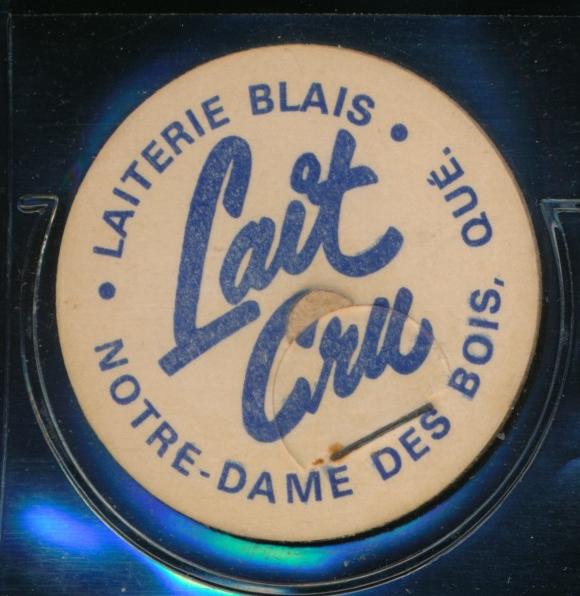 • LAITERIE BLAIS •
Lait
Cru
NOTRE-DAME DES BOIS, QUÉ.